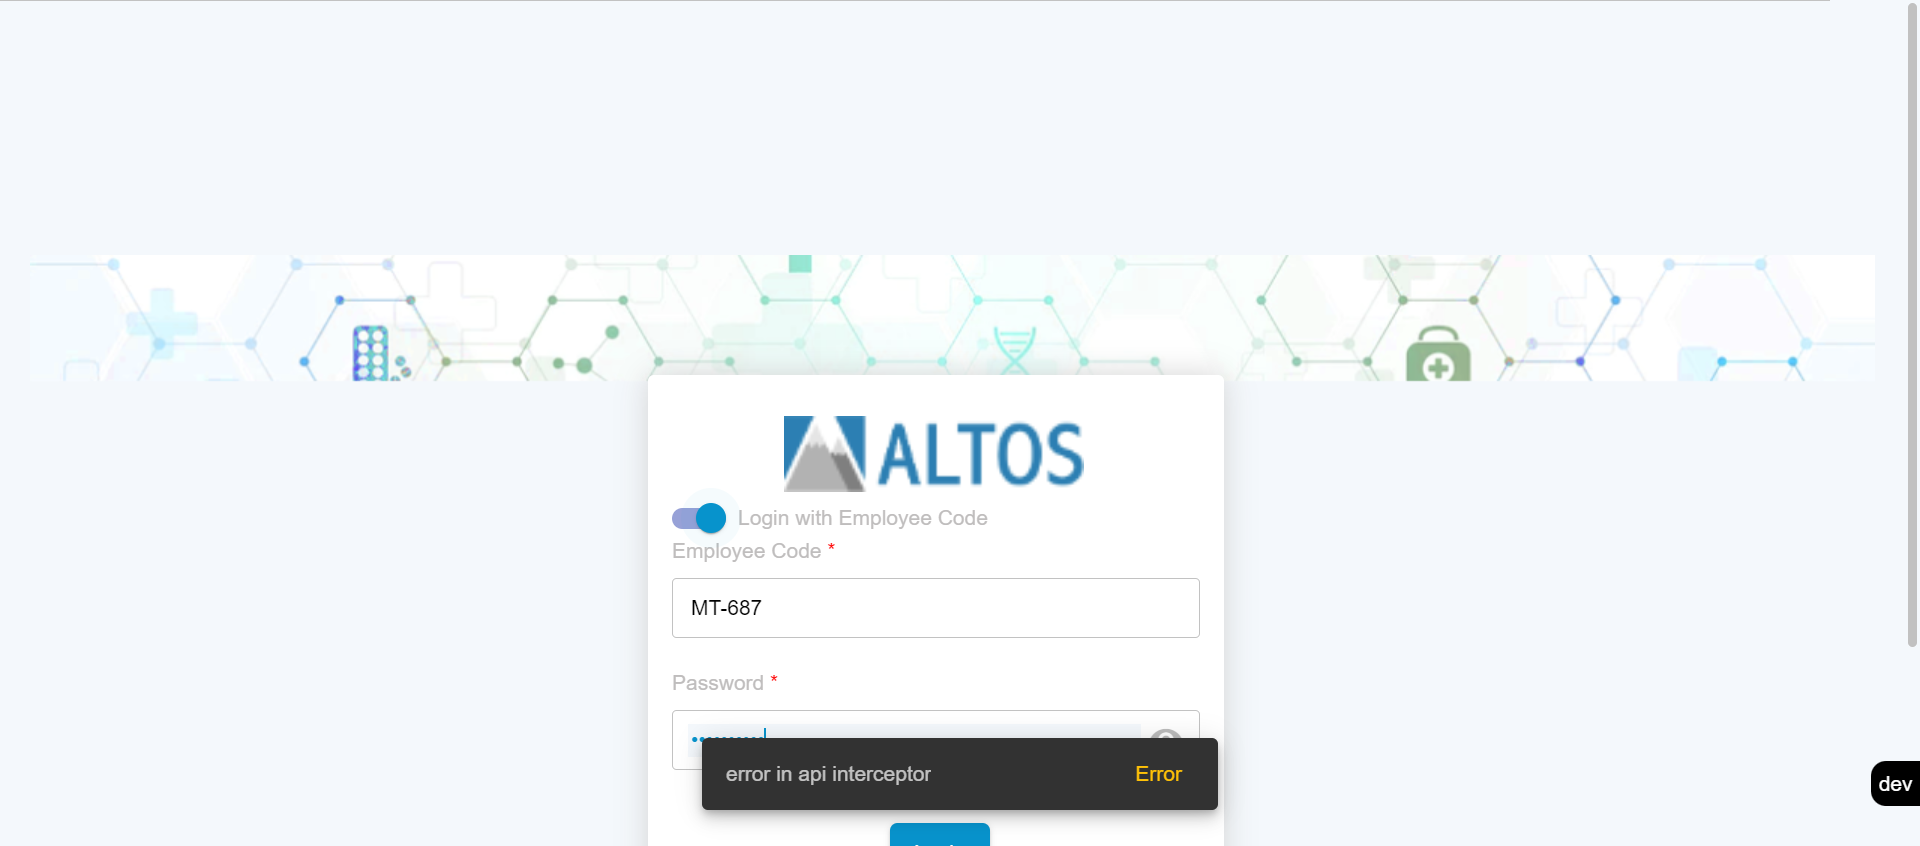 ALTOS
Login with Employee Code
Employee Code *
MT-687
Password *
error in api interceptor Error
dev